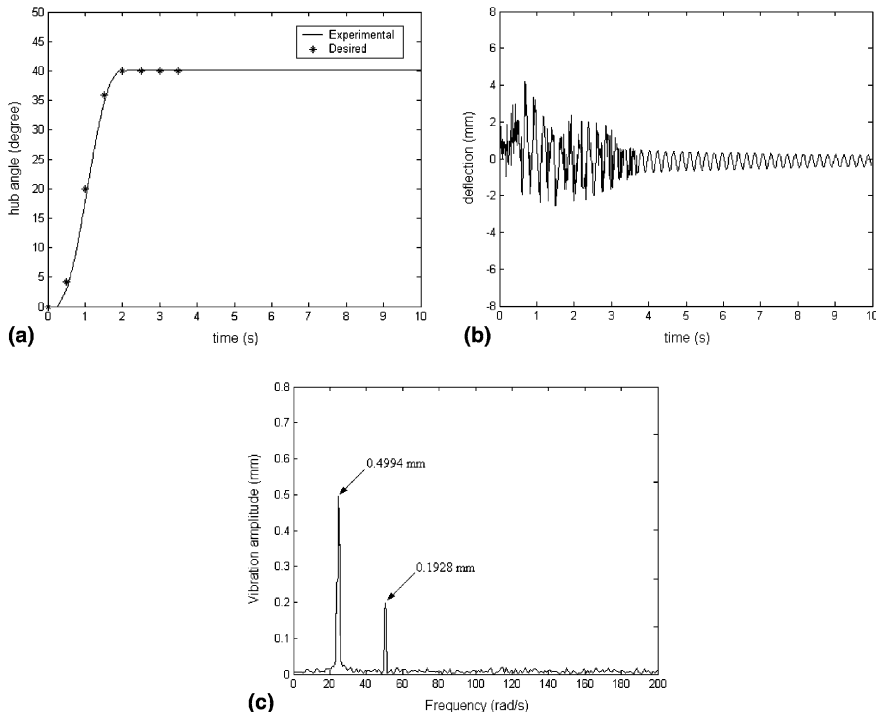 50
45
40
35
30
25
20
15
10
5
0
hub angle (degree)
Experimental
Desired
0 1 2 3 4 5 6 7 8 9 10
time (s)
(a)
8
6
4
2
0
-2
-4
-6
-8
deflection (mm)
0 1 2 3 4 5 6 7 8 9 10
time (s)
(b)
0.8
0.7
0.6
0.5
0.4
0.3
0.2
0.1
0
Vibration amplitude (mm)
0.4994 mm
0.1928 mm
0 20 40 60 80 100 120 140 160 180 200
Frequency (rad/s)
(c)